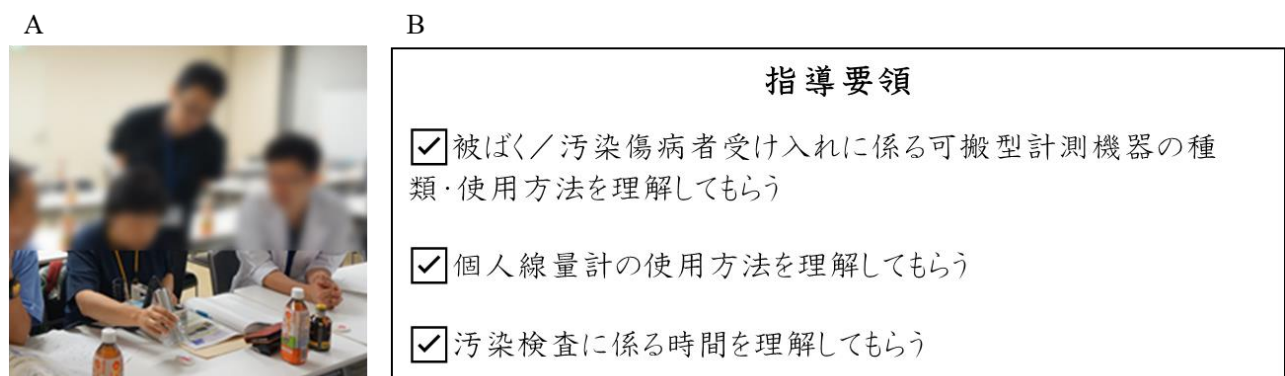 A
B
指導要領
被ばく／汚染傷病者受け入れに係る可搬型計測機器の種
類・使用方法を理解してもらう
個人線量計の使用方法を理解してもらう
汚染検査に係る時間を理解してもらう